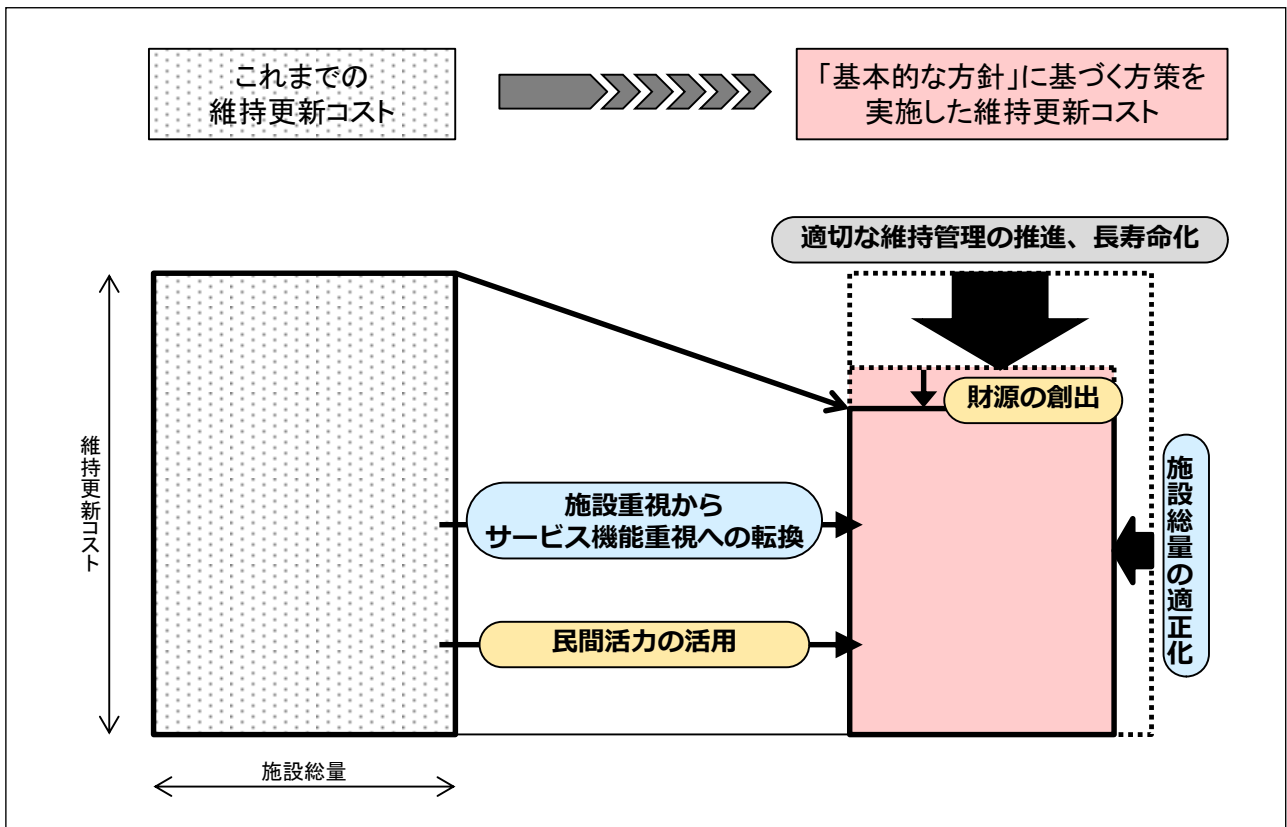 これまでの
維持更新コスト
「基本的な方針」に基づく方策を
実施した維持更新コスト
適切な維持管理の推進、長寿命化
財源の創出
維持更新コスト
施設重視から
サービス機能重視への転換
施設総量の適正化
民間活力の活用
施設総量